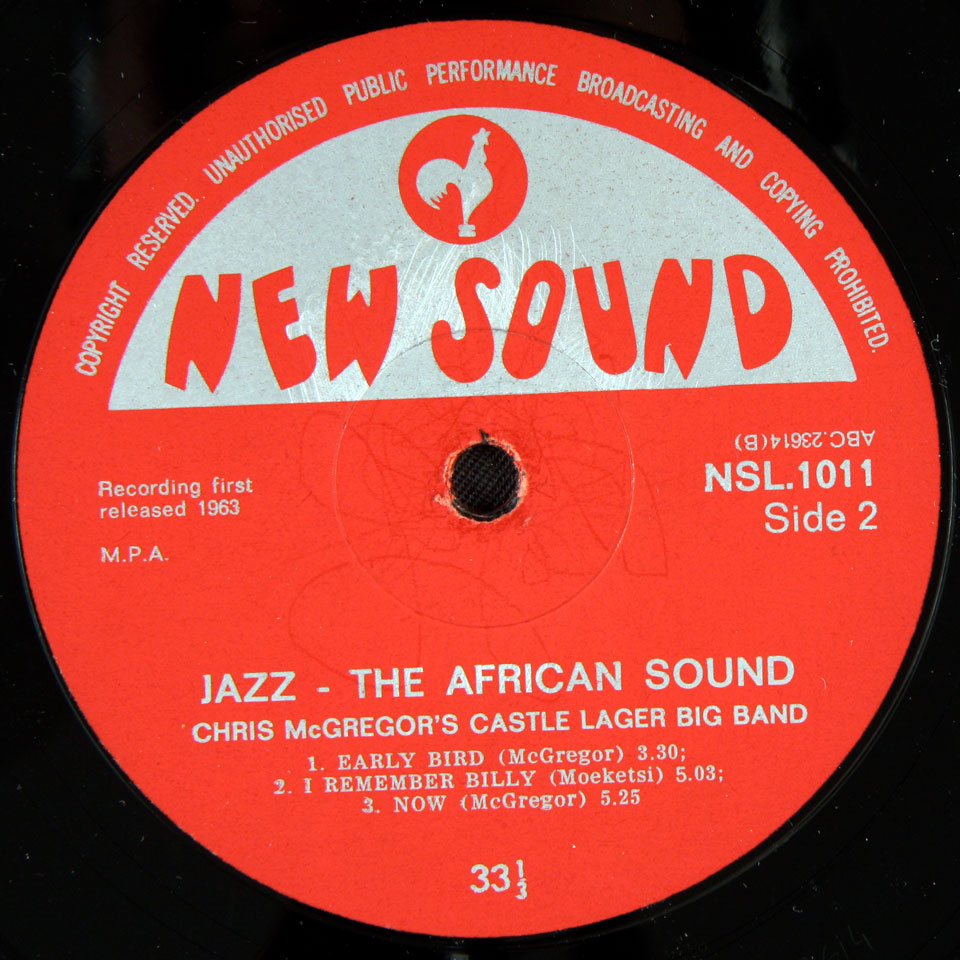 COPYRIGHT RESERVED. UNAUTHORISED PUBLIC PERFORMANCE BROADCASTING AND COPYING PROHIBITED.
NEW SOUND
ABC.23614(B)
NSL.1011
Side 2
Recording first
released 1963
M.P.A.
JAZZ - THE AFRICAN SOUND
CHRIS McGREGOR'S CASTLE LAGER BIG BAND
1. EARLY BIRD (McGregor) 3.30;
2. I REMEMBER BILLY (Moeketsi) 5.03;
3. NOW (McGregor) 5.25
33⅓